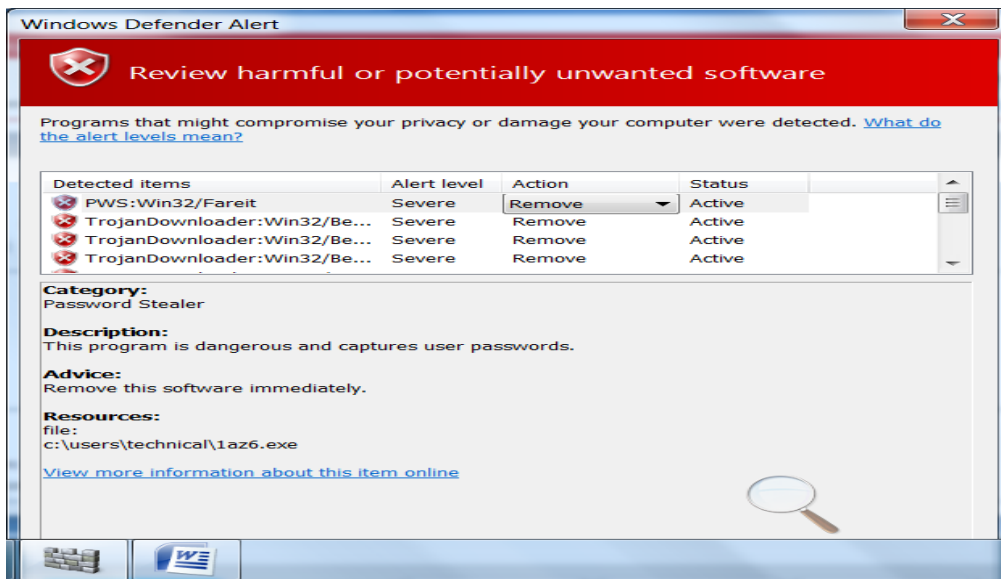 Windows Defender Alert
Review harmful or potentially unwanted software
Programs that might compromise your privacy or damage your computer were detected. What do
the alert levels mean?
Detected items Alert level Action Status
PWS:Win32/Fareit Severe Remove Active
TrojanDownloader:Win32/Be... Severe Remove Active
TrojanDownloader:Win32/Be... Severe Remove Active
TrojanDownloader:Win32/Be... Severe Remove Active
Category:
Password Stealer
Description:
This program is dangerous and captures user passwords.
Advice:
Remove this software immediately.
Resources:
file:
c:\users\technical\1az6.exe
View more information about this item online
W